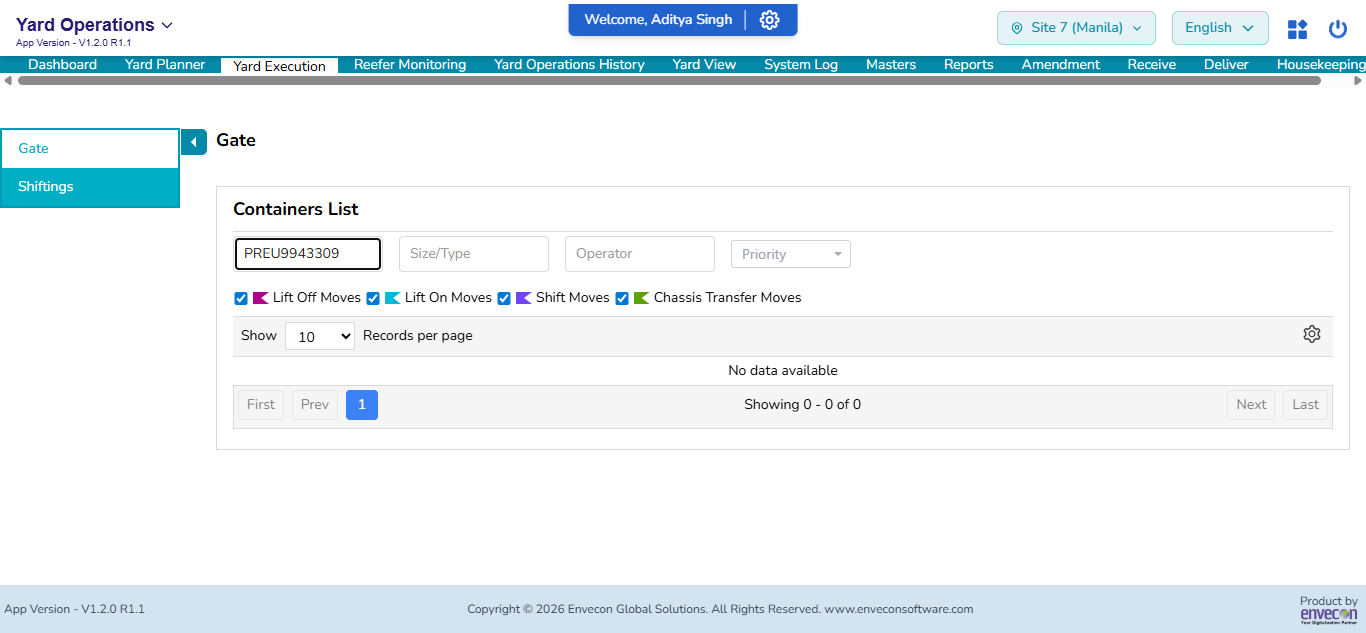 Yard Operations
App Version - V1.2.0 R1.1
Welcome, Aditya Singh
Site 7 (Manila)
English
Dashboard Yard Planner Yard Execution Reefer Monitoring Yard Operations History Yard View System Log Masters Reports Amendment Receive Deliver Housekeeping
Gate
Shiftings
Gate
Containers List
PREU9943309 Size/Type Operator Priority
Lift Off Moves Lift On Moves Shift Moves Chassis Transfer Moves
Show 10 Records per page
No data available
First Prev 1 Showing 0 - 0 of 0 Next Last
App Version - V1.2.0 R1.1
Copyright © 2026 Envecon Global Solutions. All Rights Reserved. www.enveconsoftware.com
Product by
envecon
Your Digitalization Partner